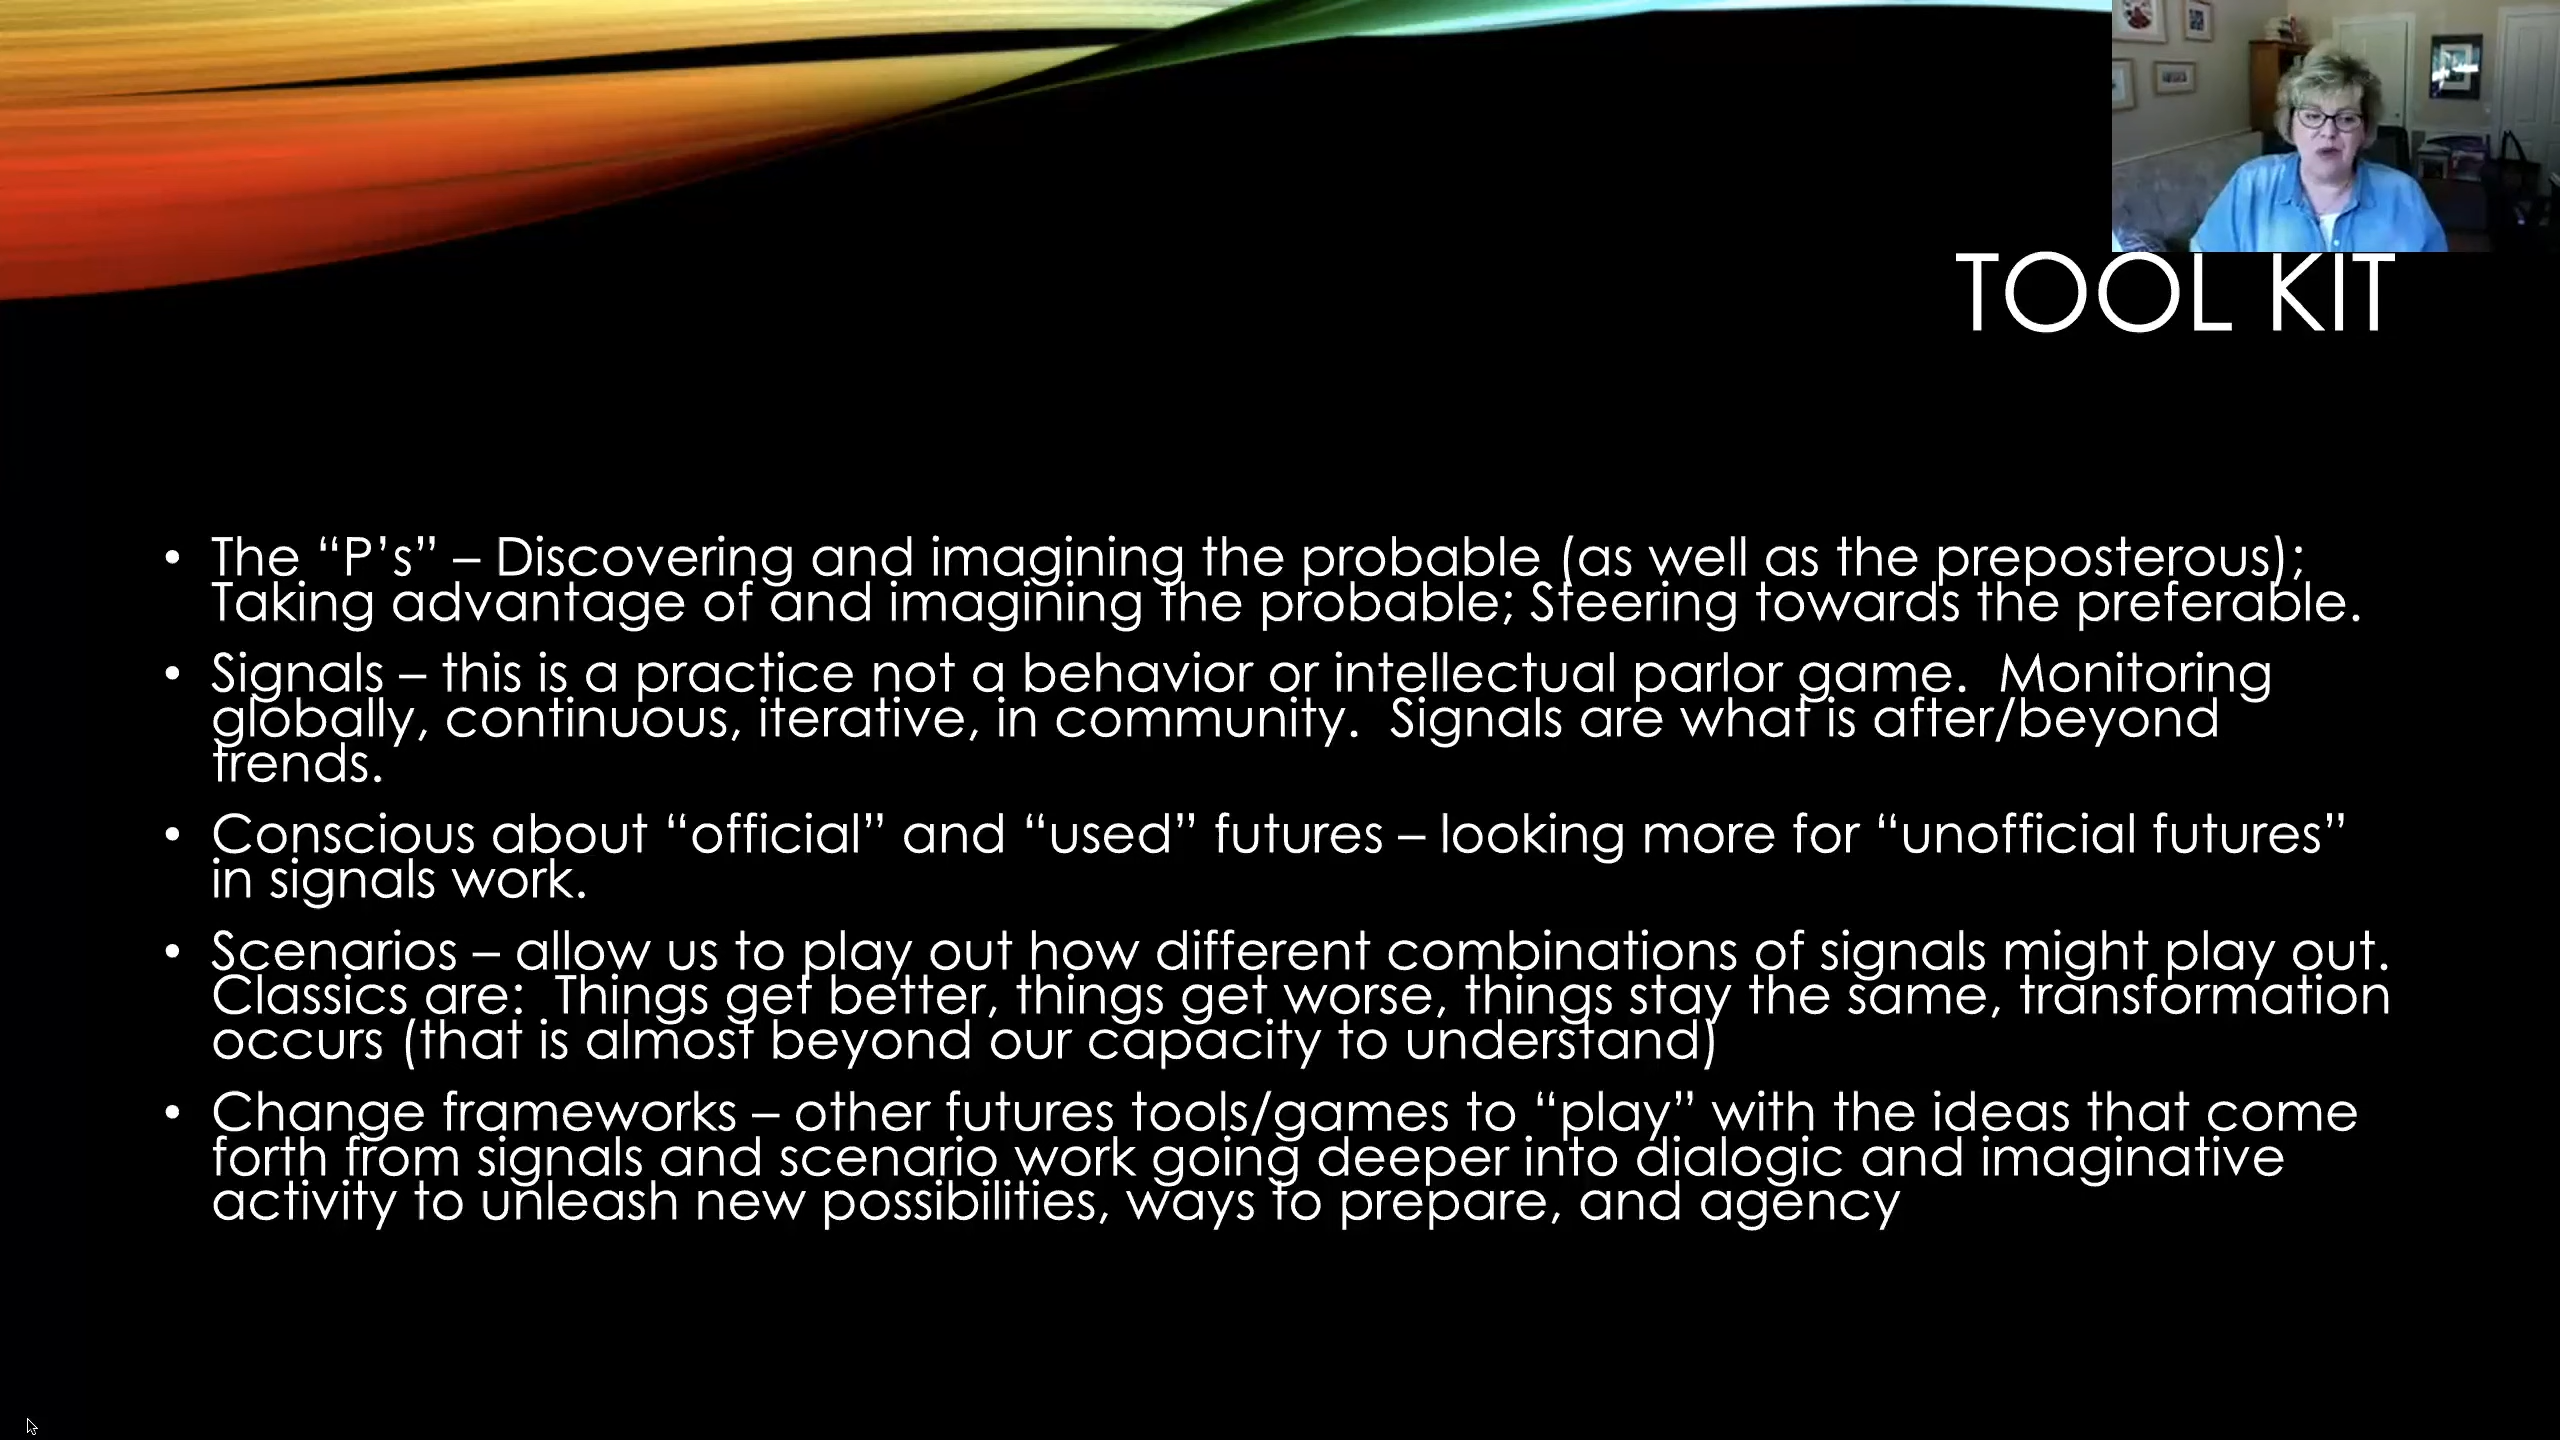 TOOL KIT
• The “P’s” – Discovering and imagining the probable (as well as the preposterous);
Taking advantage of and imagining the probable; Steering towards the preferable.
• Signals – this is a practice not a behavior or intellectual parlor game.  Monitoring
globally, continuous, iterative, in community.  Signals are what is after/beyond
trends.
• Conscious about “official” and “used” futures – looking more for “unofficial futures”
in signals work.
• Scenarios – allow us to play out how different combinations of signals might play out.
Classics are:  Things get better, things get worse, things stay the same, transformation
occurs (that is almost beyond our capacity to understand)
• Change frameworks – other futures tools/games to “play” with the ideas that come
forth from signals and scenario work going deeper into dialogic and imaginative
activity to unleash new possibilities, ways to prepare, and agency